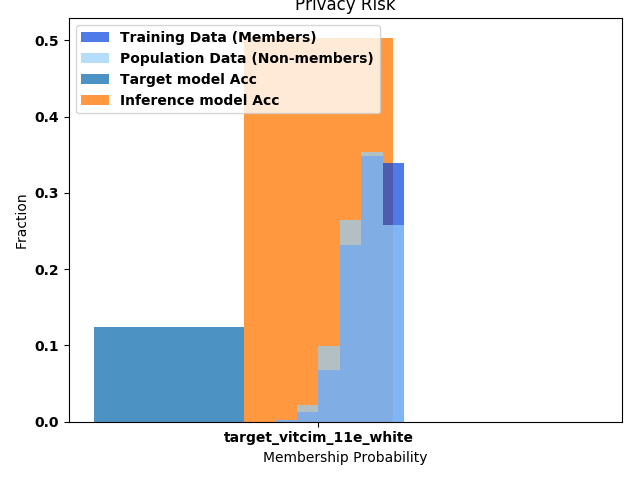 Privacy Risk
Training Data (Members)
Population Data (Non-members)
Target model Acc
Inference model Acc
0.5
0.4
0.3
0.2
0.1
0.0
Fraction
target_vitcim_11e_white
Membership Probability